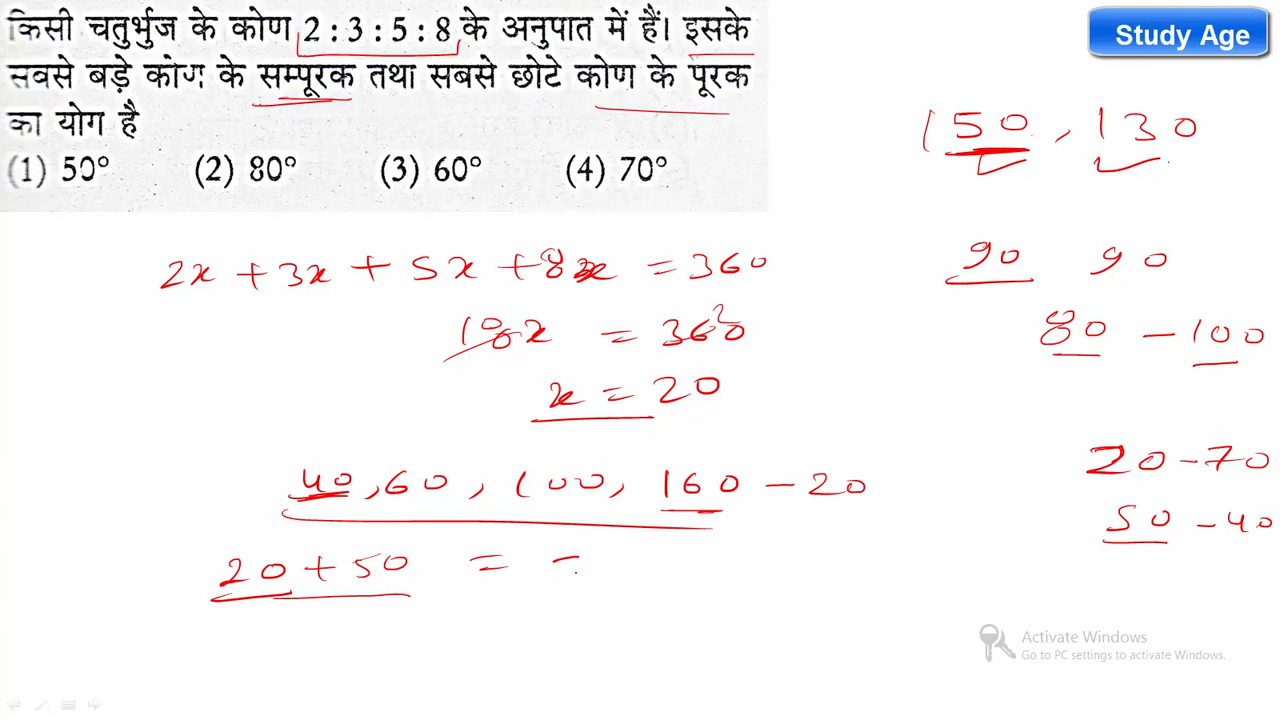 किसी चतुर्भुज के कोण 2 : 3 : 5 : 8 के अनुपात में हैं। इसके
सबसे बड़े कोण के सम्पूरक तथा सबसे छोटे कोण के पूरक
का योग है
(1) 50° (2) 80° (3) 60° (4) 70°
Study Age
150, 130
90 90
80 - 100
20 - 70
50 - 40
2x + 3x + 5x + 8x = 360
18x = 360
x = 20
40, 60, 100, 160 - 20
20 + 50 =
Activate Windows
Go to PC settings to activate Windows.